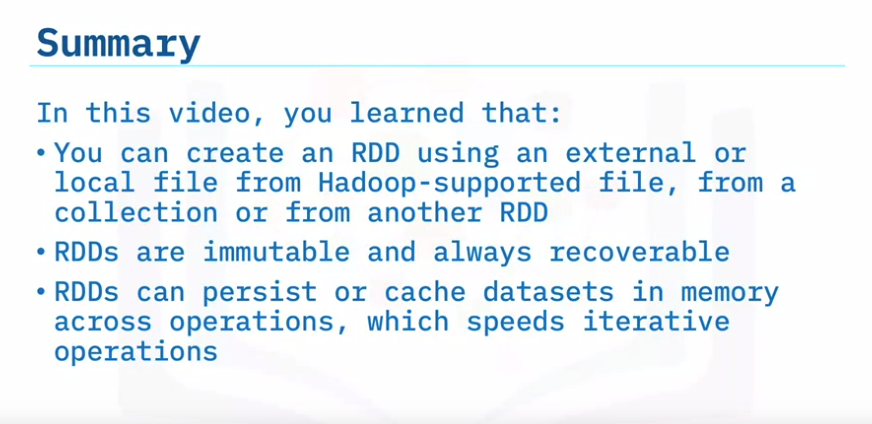 Summary
In this video, you learned that:
• You can create an RDD using an external or
local file from Hadoop-supported file, from a
collection or from another RDD
• RDDs are immutable and always recoverable
• RDDs can persist or cache datasets in memory
across operations, which speeds iterative
operations